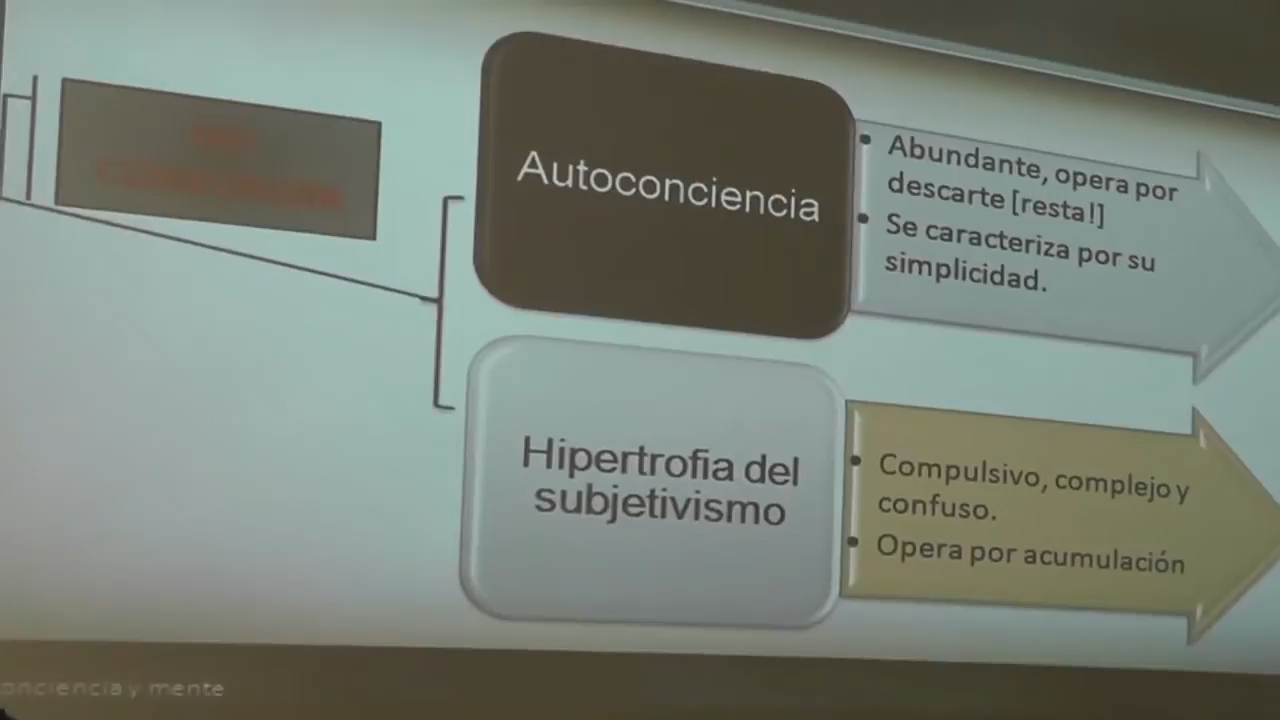 Autoconciencia
• Abundante, opera por
descarte [resta!]
• Se caracteriza por su
simplicidad.
Hipertrofia del
subjetivismo
• Compulsivo, complejo y
confuso.
• Opera por acumulación
onciencia y mente